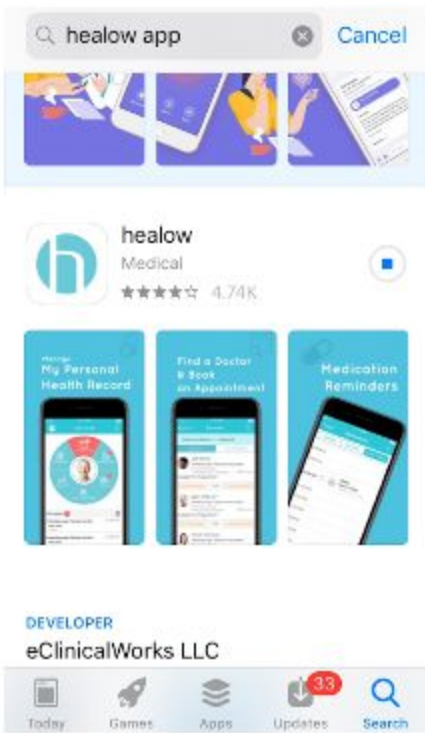 healow app
Cancel
healow
Medical
4.74K
Manage
My Personal
Health Record
Find a Doctor
& Book
an Appointment
Medication
Reminders
DEVELOPER
eClinicalWorks LLC
33
Today
Games
Apps
Updates
Search